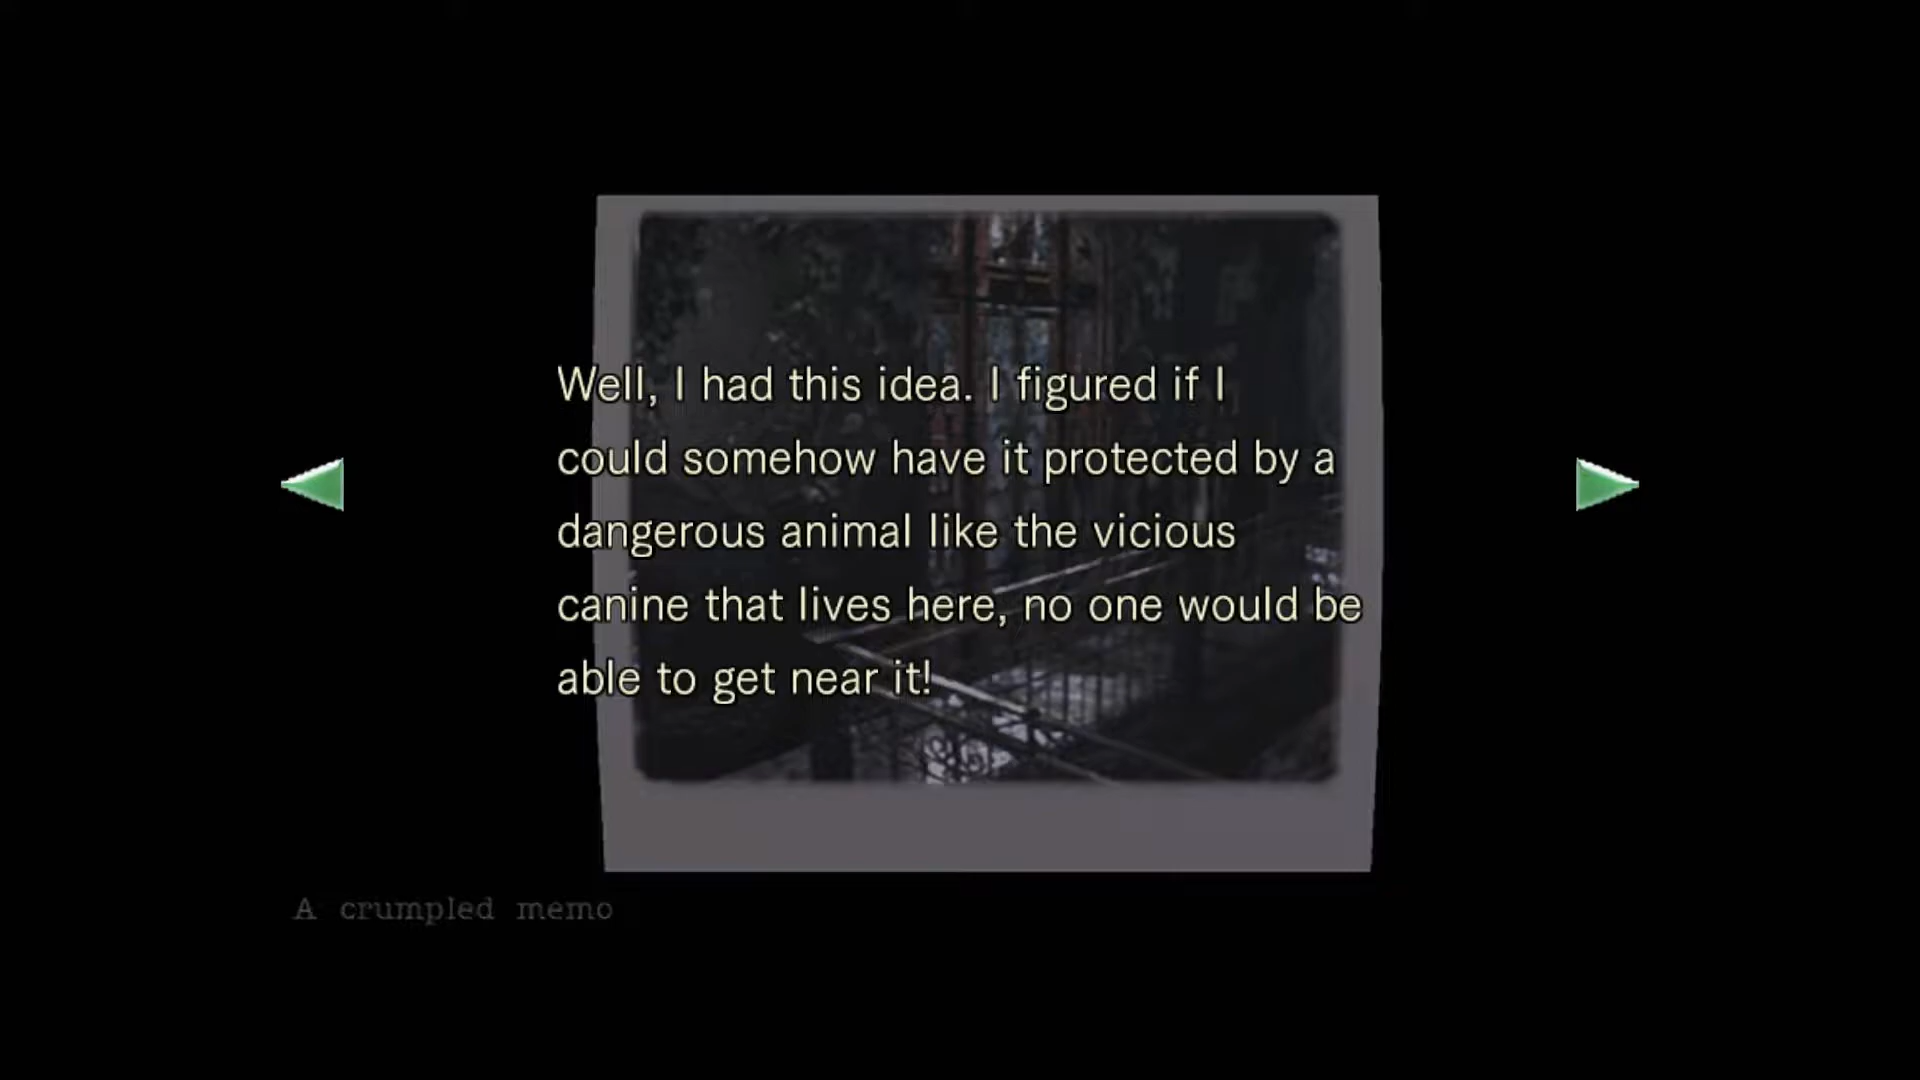 Well, I had this idea. I figured if I
could somehow have it protected by a
dangerous animal like the vicious
canine that lives here, no one would be
able to get near it!
A crumpled memo